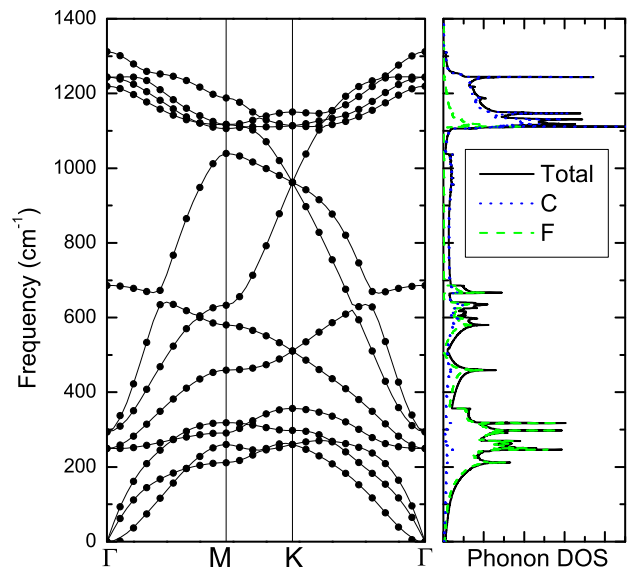 1400
1200
1000
800
600
400
200
0
Frequency (cm-1)
Γ M K Γ
Total
C
F
Phonon DOS